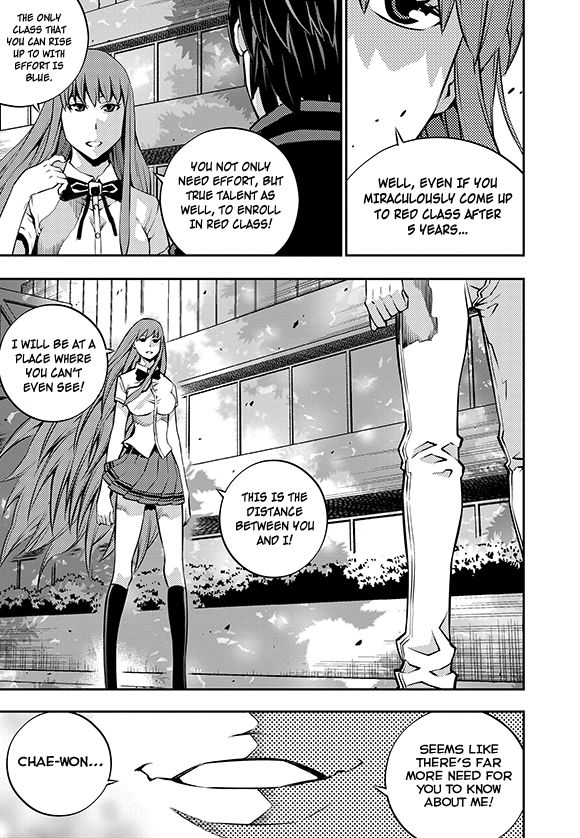 THE ONLY
CLASS THAT
YOU CAN RISE
UP TO WITH
EFFORT IS
BLUE.
YOU NOT ONLY
NEED EFFORT, BUT
TRUE TALENT AS
WELL, TO ENROLL
IN RED CLASS!
WELL, EVEN IF YOU
MIRACULOUSLY COME UP
TO RED CLASS AFTER
5 YEARS...
I WILL BE AT A
PLACE WHERE
YOU CAN'T
EVEN SEE!
THIS IS THE
DISTANCE
BETWEEN YOU
AND I!
CHAE-WON...
SEEMS LIKE
THERE'S FAR
MORE NEED FOR
YOU TO KNOW
ABOUT ME!